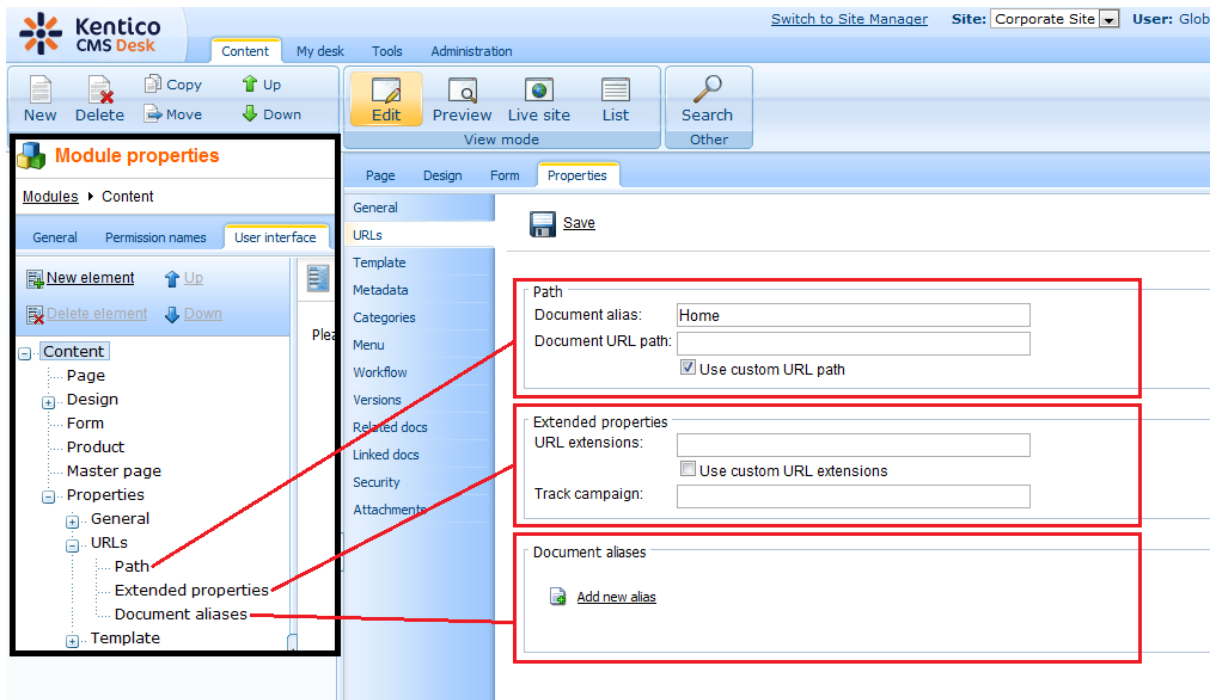 Kentico
CMS Desk
Switch to Site Manager Site: Corporate Site User: Glob
Content My desk Tools Administration
New Delete Copy Move Up Down
Edit Preview Live site List
View mode
Search
Other
Module properties
Modules Content
General Permission names User interface
New element Up
Delete element Down
Plea
Content
Page
Design
Form
Product
Master page
Properties
General
URLs
Path
Extended properties
Document aliases
Template
Page Design Form Properties
General
URLs
Template
Metadata
Categories
Menu
Workflow
Versions
Related docs
Linked docs
Security
Attachments
Save
Path
Document alias: Home
Document URL path:
Use custom URL path
Extended properties
URL extensions:
Use custom URL extensions
Track campaign:
Document aliases
Add new alias